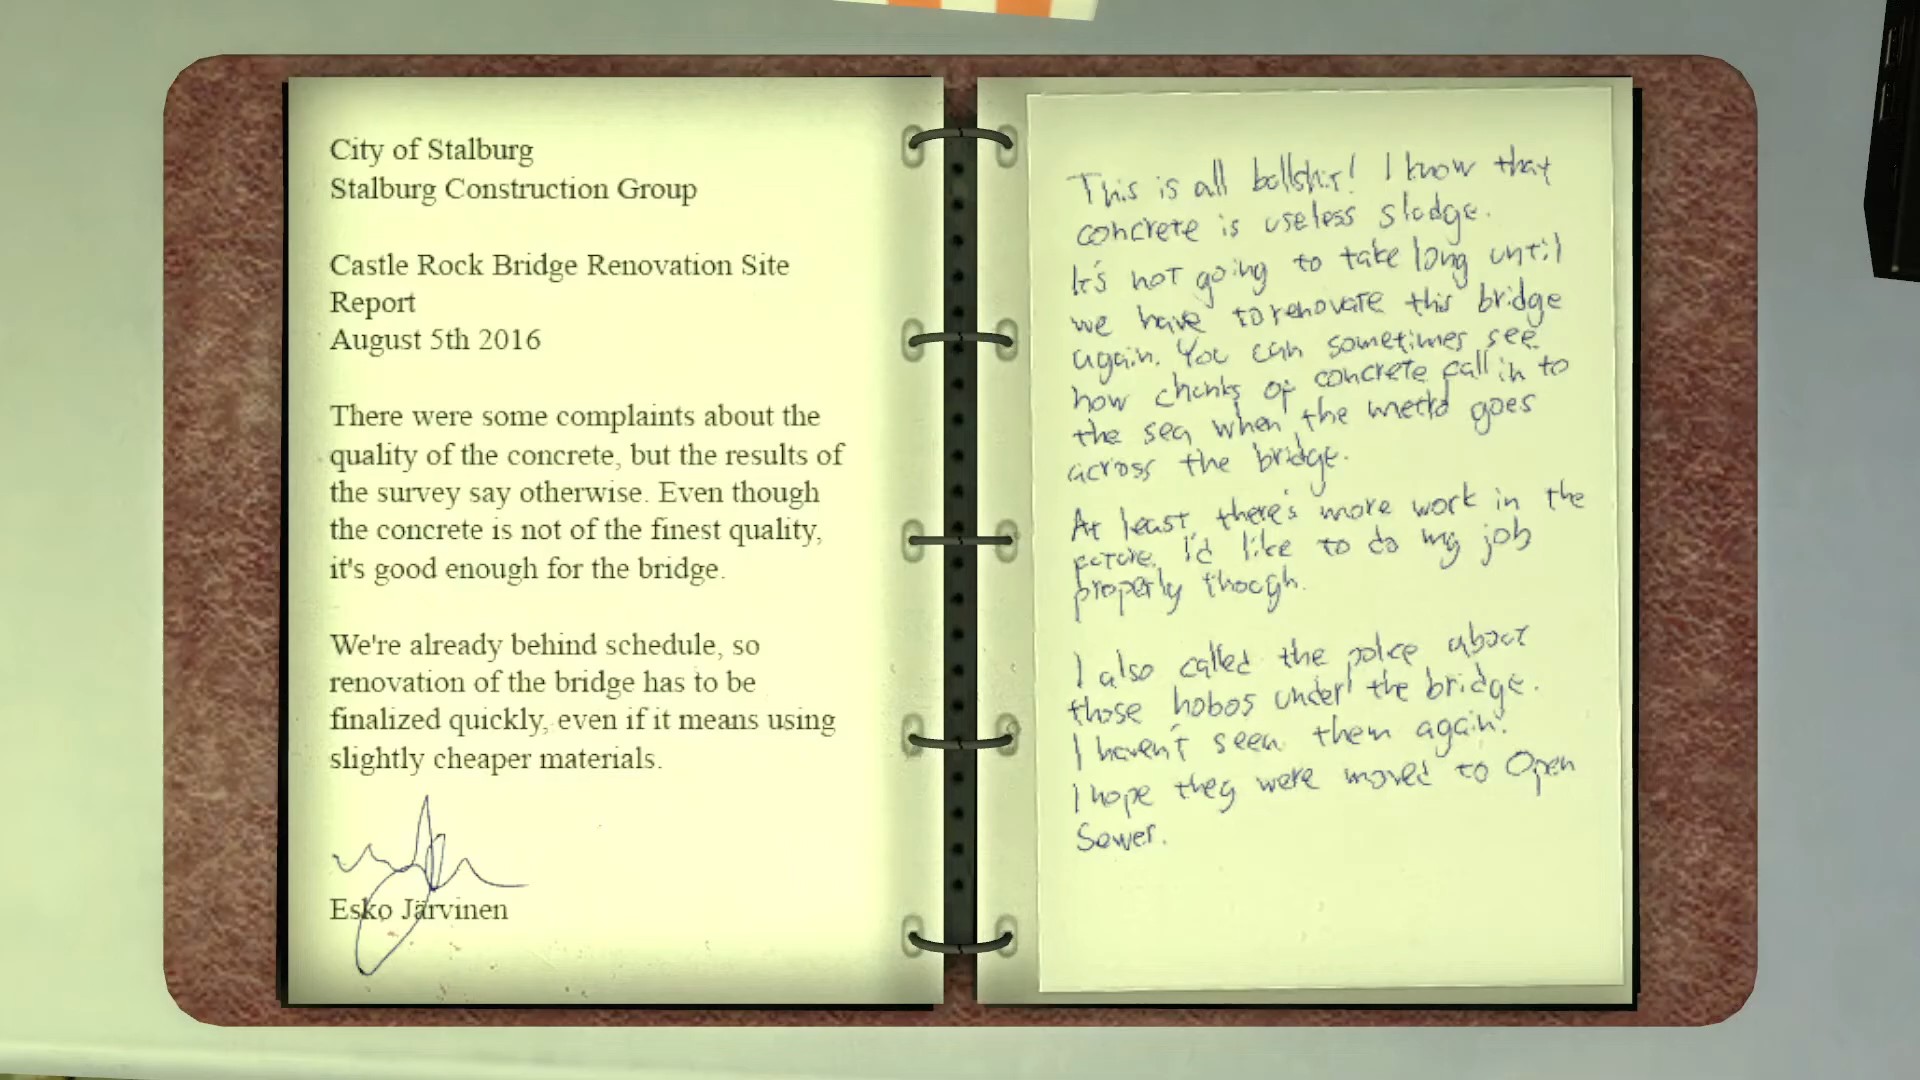 City of Stalburg
Stalburg Construction Group
Castle Rock Bridge Renovation Site
Report
August 5th 2016
There were some complaints about the
quality of the concrete, but the results of
the survey say otherwise. Even though
the concrete is not of the finest quality,
it's good enough for the bridge.
We're already behind schedule, so
renovation of the bridge has to be
finalized quickly, even if it means using
slightly cheaper materials.
Esko Järvinen
This is all bullshit! I know that
concrete is useless sludge.
It's not going to take long until
we have to renovate this bridge
again. You can sometimes see
how chunks of concrete fall in to
the sea when the metro goes
across the bridge.
At least, there's more work in the
future. I'd like to do my job
properly though.
I also called the police about
those hobos under the bridge.
I haven't seen them again.
I hope they were moved to Open
Sewer.